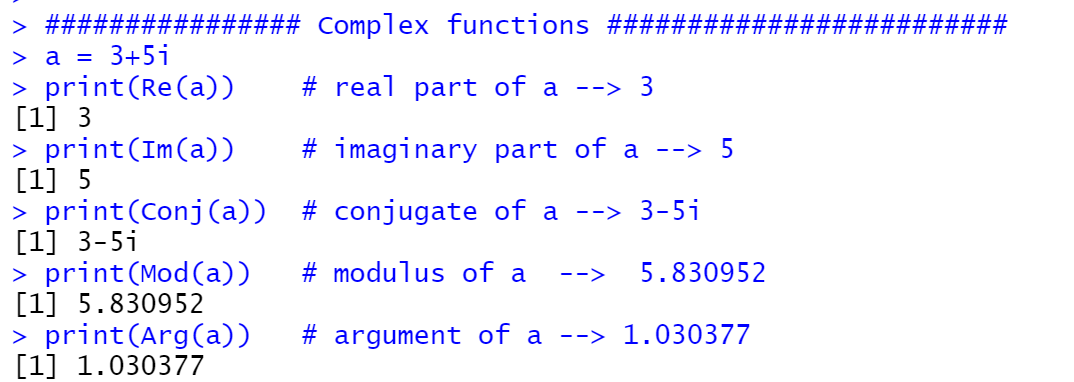 > ################ Complex functions #########################
> a = 3+5i
> print(Re(a))    # real part of a --> 3
[1] 3
> print(Im(a))    # imaginary part of a --> 5
[1] 5
> print(Conj(a))  # conjugate of a --> 3-5i
[1] 3-5i
> print(Mod(a))   # modulus of a  -->  5.830952
[1] 5.830952
> print(Arg(a))   # argument of a --> 1.030377
[1] 1.030377